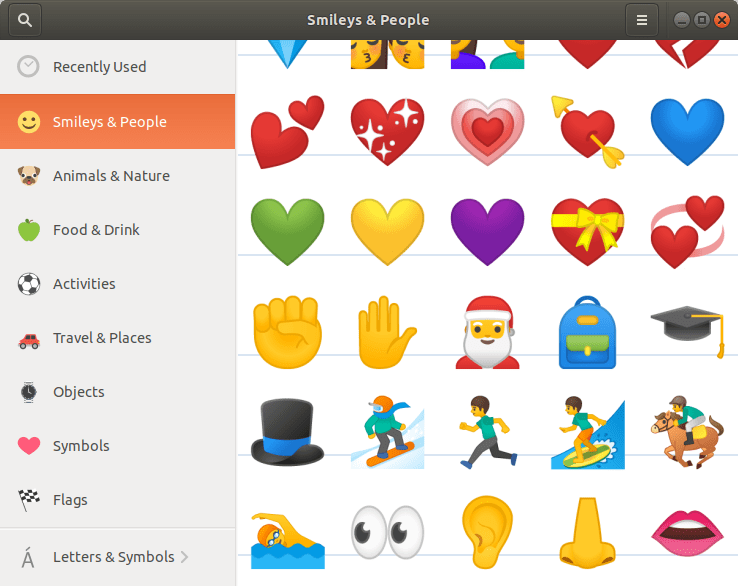 Smileys & People
Recently Used
Smileys & People
Animals & Nature
Food & Drink
Activities
Travel & Places
Objects
Symbols
Flags
Á Letters & Symbols